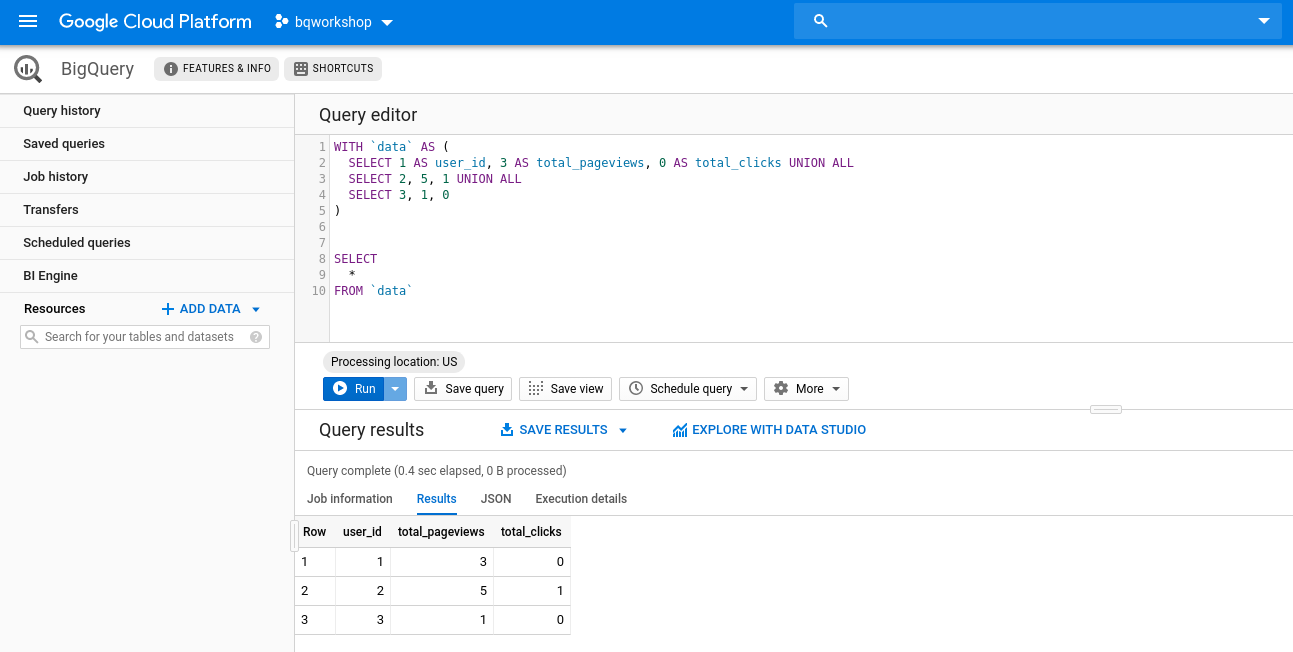 Google Cloud Platform bqworkshop
BigQuery FEATURES & INFO SHORTCUTS
Query history
Saved queries
Job history
Transfers
Scheduled queries
BI Engine
Resources ADD DATA
Search for your tables and datasets
Query editor
1 WITH `data` AS (
2 SELECT 1 AS user_id, 3 AS total_pageviews, 0 AS total_clicks UNION ALL
3 SELECT 2, 5, 1 UNION ALL
4 SELECT 3, 1, 0
5 )
6
7
8 SELECT
9 *
10 FROM `data`
Processing location: US
Run Save query Save view Schedule query More
Query results SAVE RESULTS EXPLORE WITH DATA STUDIO
Query complete (0.4 sec elapsed, 0 B processed)
Job information Results JSON Execution details
Row user_id total_pageviews total_clicks
1 1 3 0
2 2 5 1
3 3 1 0